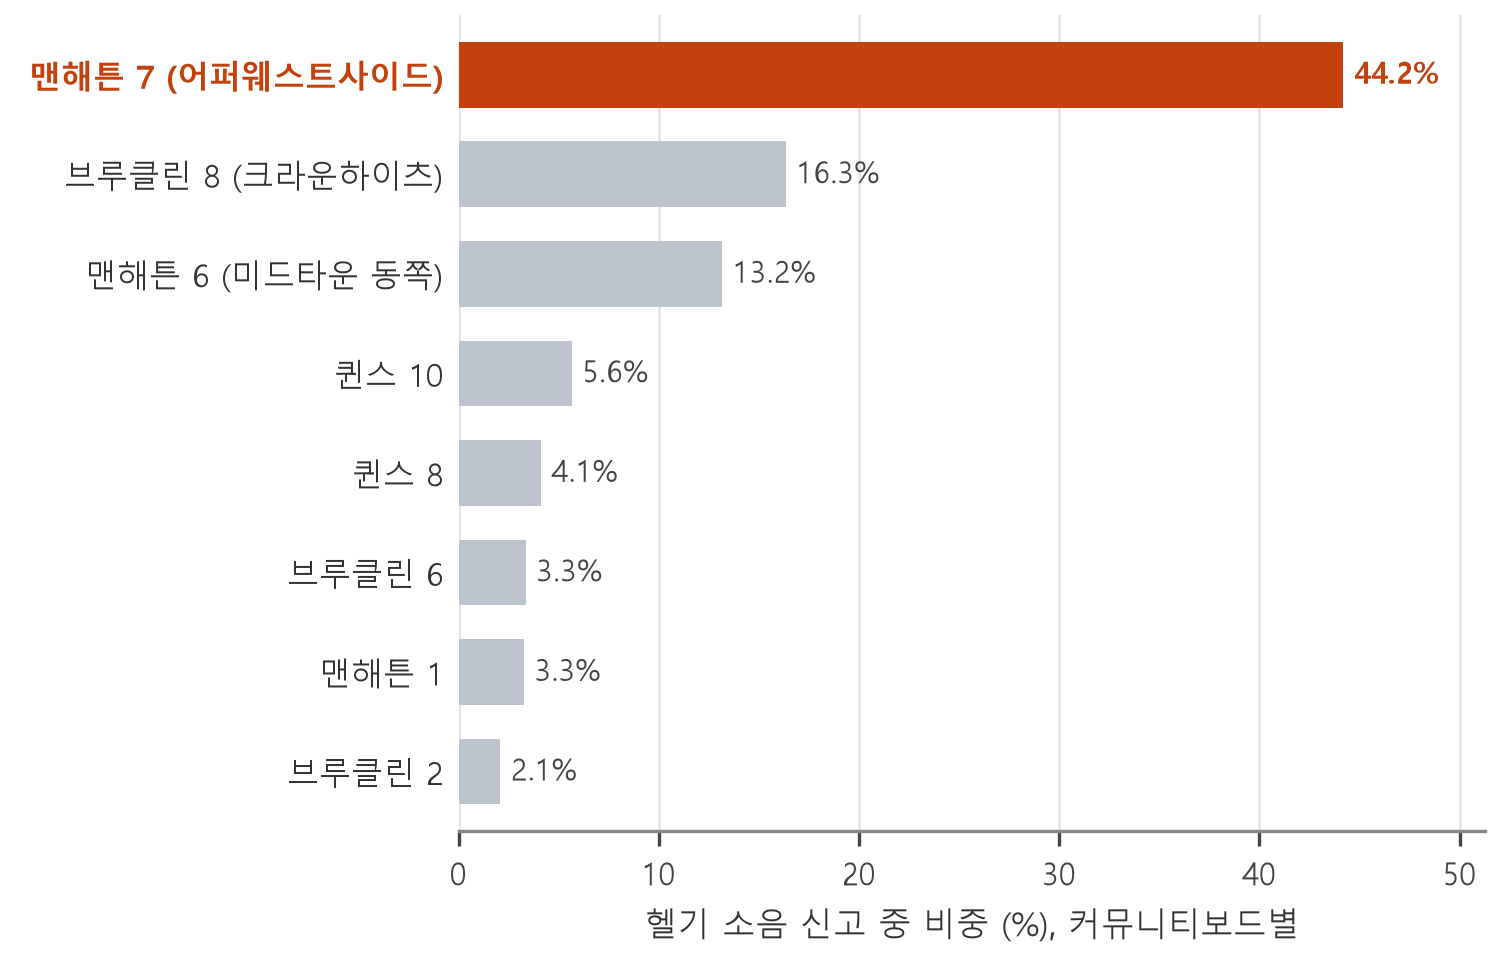 맨해튼 7 (어퍼웨스트사이드)
44.2%
브루클린 8 (크라운하이츠)
16.3%
맨해튼 6 (미드타운 동쪽)
13.2%
퀸스 10
5.6%
퀸스 8
4.1%
브루클린 6
3.3%
맨해튼 1
3.3%
브루클린 2
2.1%
0 10 20 30 40 50
헬기 소음 신고 중 비중 (%), 커뮤니티보드별